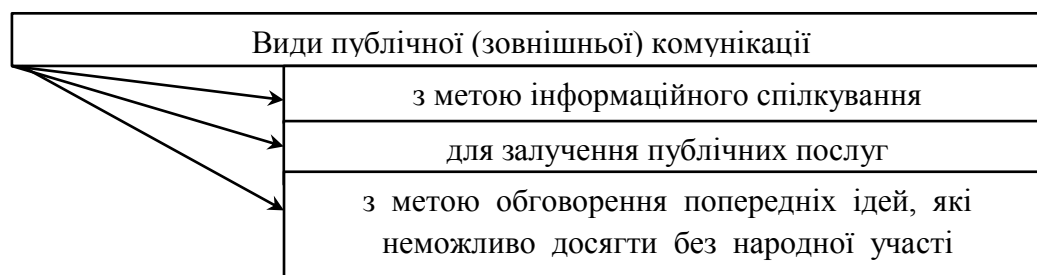 Види публічної (зовнішньої) комунікації
з метою інформаційного спілкування
для залучення публічних послуг
з метою обговорення попередніх ідей, які
неможливо досягти без народної участі